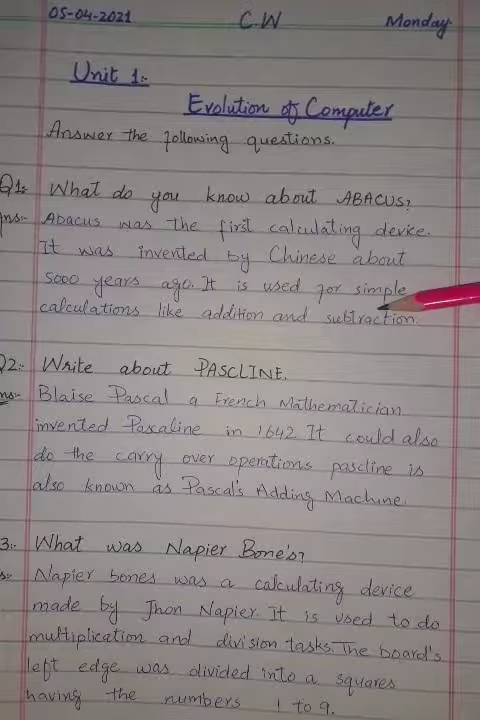 05-04-2021 C.W Monday
Unit 1:-
Evolution of Computer
Answer the following questions.
Q1:- What do you know about ABACUS?
Ans:- Abacus was the first calculating device.
It was invented by Chinese about
5000 years ago. It is used for simple
calculations like addition and subtraction.
Q2:- Write about PASCLINE.
Ans:- Blaise Pascal a French Mathematician
invented Pascaline in 1642 It could also
do the carry over operations pascline is
also known as Pascal's Adding Machine
3:- What was Napier Bone's?
s:- Napier bones was a calculating device
made by Jhon Napier. It is used to do
multiplication and division tasks. The board's
left edge was divided into a squares
having the numbers 1 to 9.